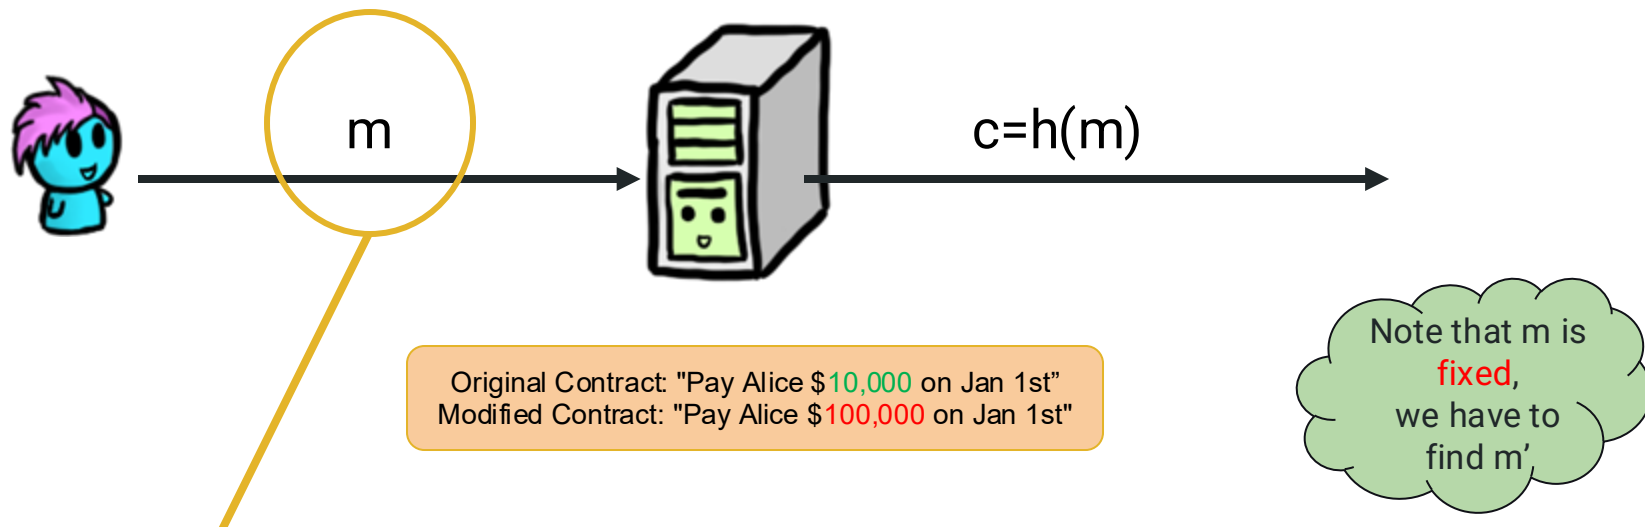 m
c=h(m)
Original Contract: "Pay Alice $10,000 on Jan 1st”
Modified Contract: "Pay Alice $100,000 on Jan 1st"
Note that m is
fixed,
we have to
find m’